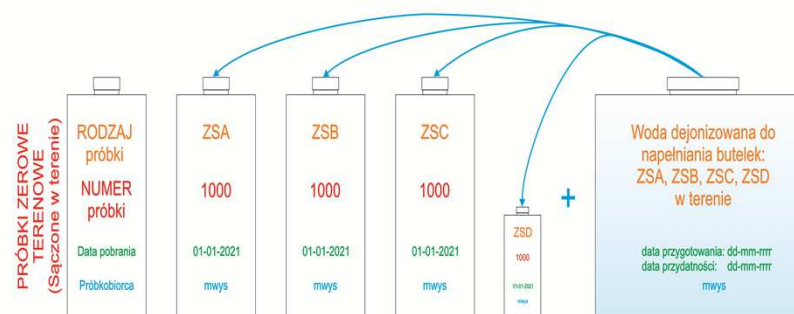 PRÓBKI ZEROWE
TERENOWE
(Sączone w terenie)
RODZAJ
próbki
NUMER
próbki
Data pobrania
Próbkobiorca
ZSA
1000
01-01-2021
mwys
ZSB
1000
01-01-2021
mwys
ZSC
1000
01-01-2021
mwys
ZSD
1000
01-01-2021
mwys
+
Woda dejonizowana do
napełniania butelek:
ZSA, ZSB, ZSC, ZSD
w terenie
data przygotowania: dd-mm-rrrr
data przydatności: dd-mm-rrrr
mwys